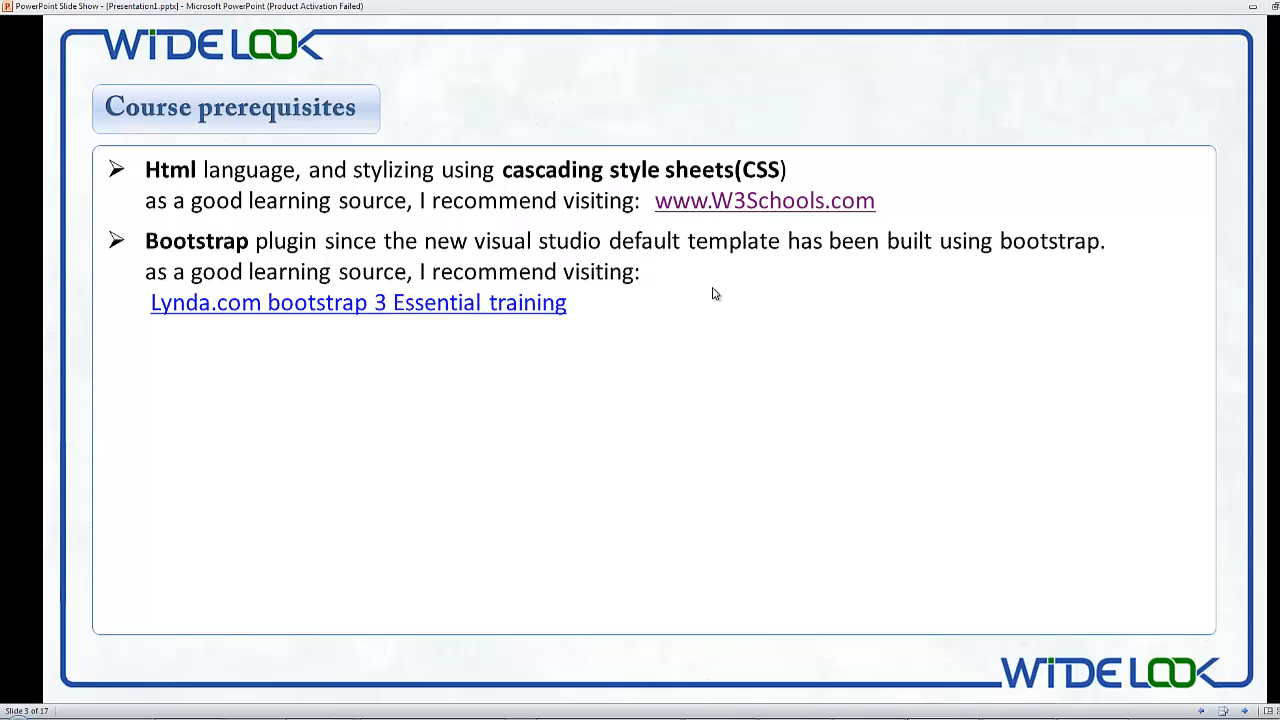 PowerPoint Slide Show - [Presentation1.pptx] - Microsoft PowerPoint (Product Activation Failed)
WIDE LOOK
Course prerequisites
Html language, and stylizing using cascading style sheets(CSS)
as a good learning source, I recommend visiting: www.W3Schools.com
Bootstrap plugin since the new visual studio default template has been built using bootstrap.
as a good learning source, I recommend visiting:
Lynda.com bootstrap 3 Essential training
WIDE LOOK
Slide 3 of 17